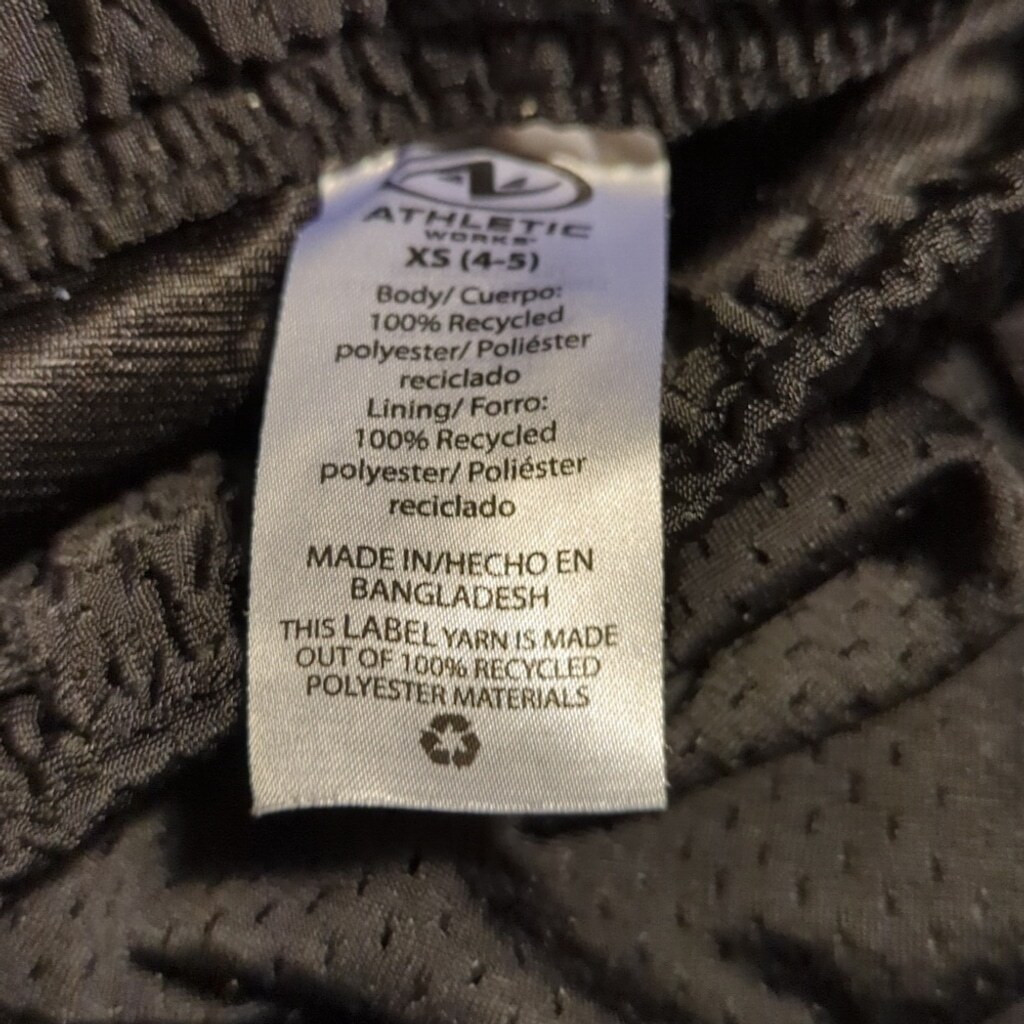 ATHLETIC
WORKS
XS (4-5)
Body/ Cuerpo:
100% Recycled
polyester/ Poliéster
reciclado
Lining/ Forro:
100% Recycled
polyester/ Poliéster
reciclado
MADE IN/HECHO EN
BANGLADESH
THIS LABEL YARN IS MADE
OUT OF 100% RECYCLED
POLYESTER MATERIALS